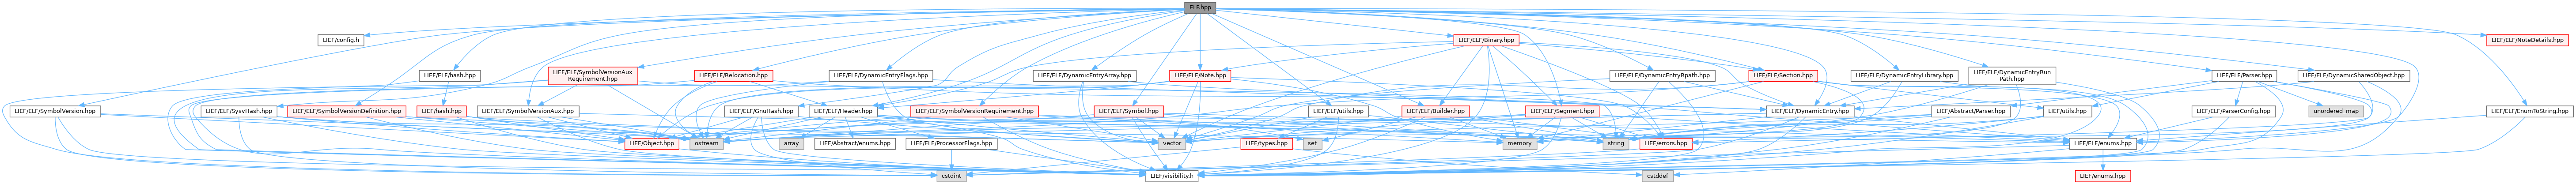 ELF.hpp
LIEF/config.h
LIEF/ELF/Binary.hpp
LIEF/ELF/NoteDetails.hpp
LIEF/ELF/hash.hpp
LIEF/ELF/SymbolVersionAux
Requirement.hpp
LIEF/ELF/Relocation.hpp
LIEF/ELF/DynamicEntryFlags.hpp
LIEF/ELF/DynamicEntryArray.hpp
LIEF/ELF/Note.hpp
LIEF/ELF/DynamicEntryRpath.hpp
LIEF/ELF/Section.hpp
LIEF/ELF/DynamicEntryLibrary.hpp
LIEF/ELF/DynamicEntryRun
Path.hpp
LIEF/ELF/Parser.hpp
LIEF/ELF/DynamicSharedObject.hpp
LIEF/ELF/SymbolVersion.hpp
LIEF/ELF/SysvHash.hpp
LIEF/ELF/SymbolVersionDefinition.hpp
LIEF/hash.hpp
LIEF/ELF/SymbolVersionAux.hpp
LIEF/ELF/GnuHash.hpp
LIEF/ELF/Header.hpp
LIEF/ELF/SymbolVersionRequirement.hpp
LIEF/ELF/Symbol.hpp
LIEF/ELF/utils.hpp
LIEF/ELF/Builder.hpp
LIEF/ELF/Segment.hpp
LIEF/ELF/DynamicEntry.hpp
LIEF/Abstract/Parser.hpp
LIEF/utils.hpp
LIEF/ELF/ParserConfig.hpp
unordered_map
LIEF/ELF/EnumToString.hpp
LIEF/Object.hpp
ostream
array
LIEF/Abstract/enums.hpp
LIEF/ELF/ProcessorFlags.hpp
vector
LIEF/types.hpp
set
memory
string
LIEF/errors.hpp
LIEF/ELF/enums.hpp
cstdint
LIEF/visibility.h
cstddef
LIEF/enums.hpp